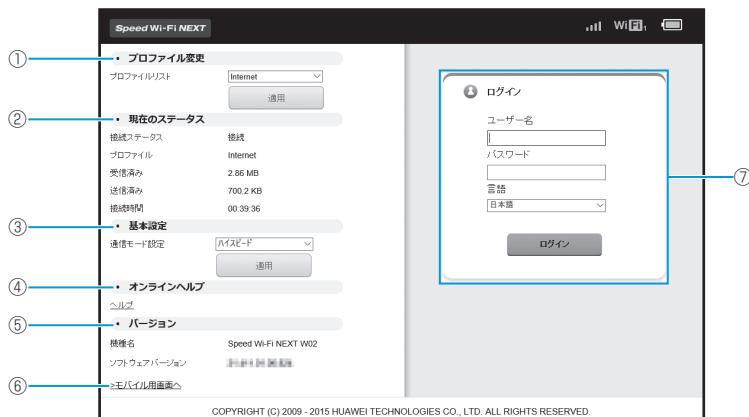 Speed Wi-Fi NEXT
WiFi 1
① ・ プロファイル変更
プロファイルリスト Internet
適用
② ・ 現在のステータス
接続ステータス 接続
プロファイル Internet
受信済み 2.86 MB
送信済み 700.2 KB
接続時間 00:39:36
③ ・ 基本設定
通信モード設定 ハイスピード
適用
④ ・ オンラインヘルプ
ヘルプ
⑤ ・ バージョン
機種名 Speed Wi-Fi NEXT W02
ソフトウェアバージョン
⑥ >モバイル用画面へ
⑦
ログイン
ユーザー名
パスワード
言語
日本語
ログイン
COPYRIGHT (C) 2009 - 2015 HUAWEI TECHNOLOGIES CO., LTD. ALL RIGHTS RESERVED.